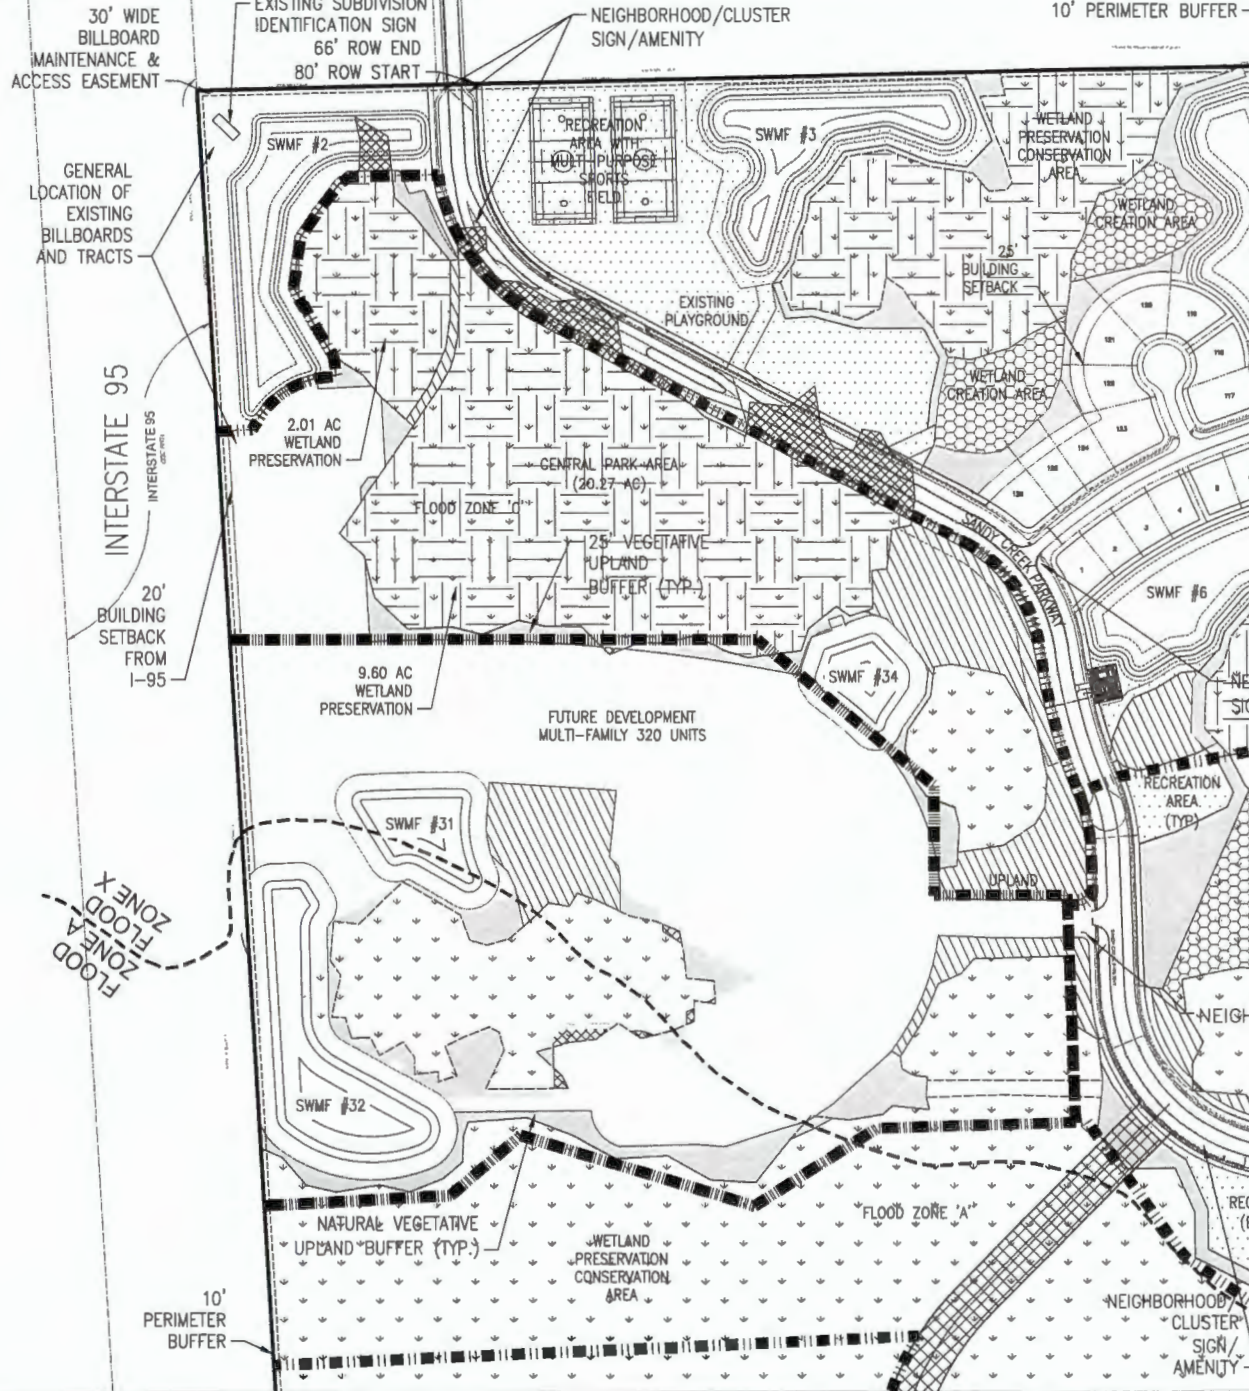 30' WIDE
BILLBOARD
MAINTENANCE &
ACCESS EASEMENT
EXISTING SUBDIVISION
IDENTIFICATION SIGN
66' ROW END
80' ROW START
NEIGHBORHOOD/CLUSTER
SIGN/AMENITY
10' PERIMETER BUFFER
GENERAL
LOCATION OF
EXISTING
BILLBOARDS
AND TRACTS
SWMF #2
RECREATION
AREA WITH
MULTI PURPOSE
SPORTS
FIELD
SWMF #3
WETLAND
PRESERVATION
CONSERVATION
AREA
WETLAND
CREATION AREA
25'
BUILDING
SETBACK
EXISTING
PLAYGROUND
WETLAND
CREATION AREA
121
117
INTERSTATE 95
INTERSTATE 95
2.01 AC
WETLAND
PRESERVATION
CENTRAL PARK AREA
(20.27 AC)
FLOOD ZONE
25' VEGETATIVE
UPLAND
BUFFER (TYP.)
SANDY CREEK PARKWAY
SWMF #6
20'
BUILDING
SETBACK
FROM
I-95
9.60 AC
WETLAND
PRESERVATION
SWMF #34
NE
SIG
FUTURE DEVELOPMENT
MULTI-FAMILY 320 UNITS
RECREATION
AREA
(TYP)
SWMF #31
UPLAND
FLOOD
ZONE X
FLOOD
ZONE A
NEIGH
SWMF #32
NATURAL VEGETATIVE
UPLAND BUFFER (TYP.)
WETLAND
PRESERVATION
CONSERVATION
AREA
FLOOD ZONE 'A'
REC
10'
PERIMETER
BUFFER
NEIGHBORHOOD/
CLUSTER
SIGN/
AMENITY